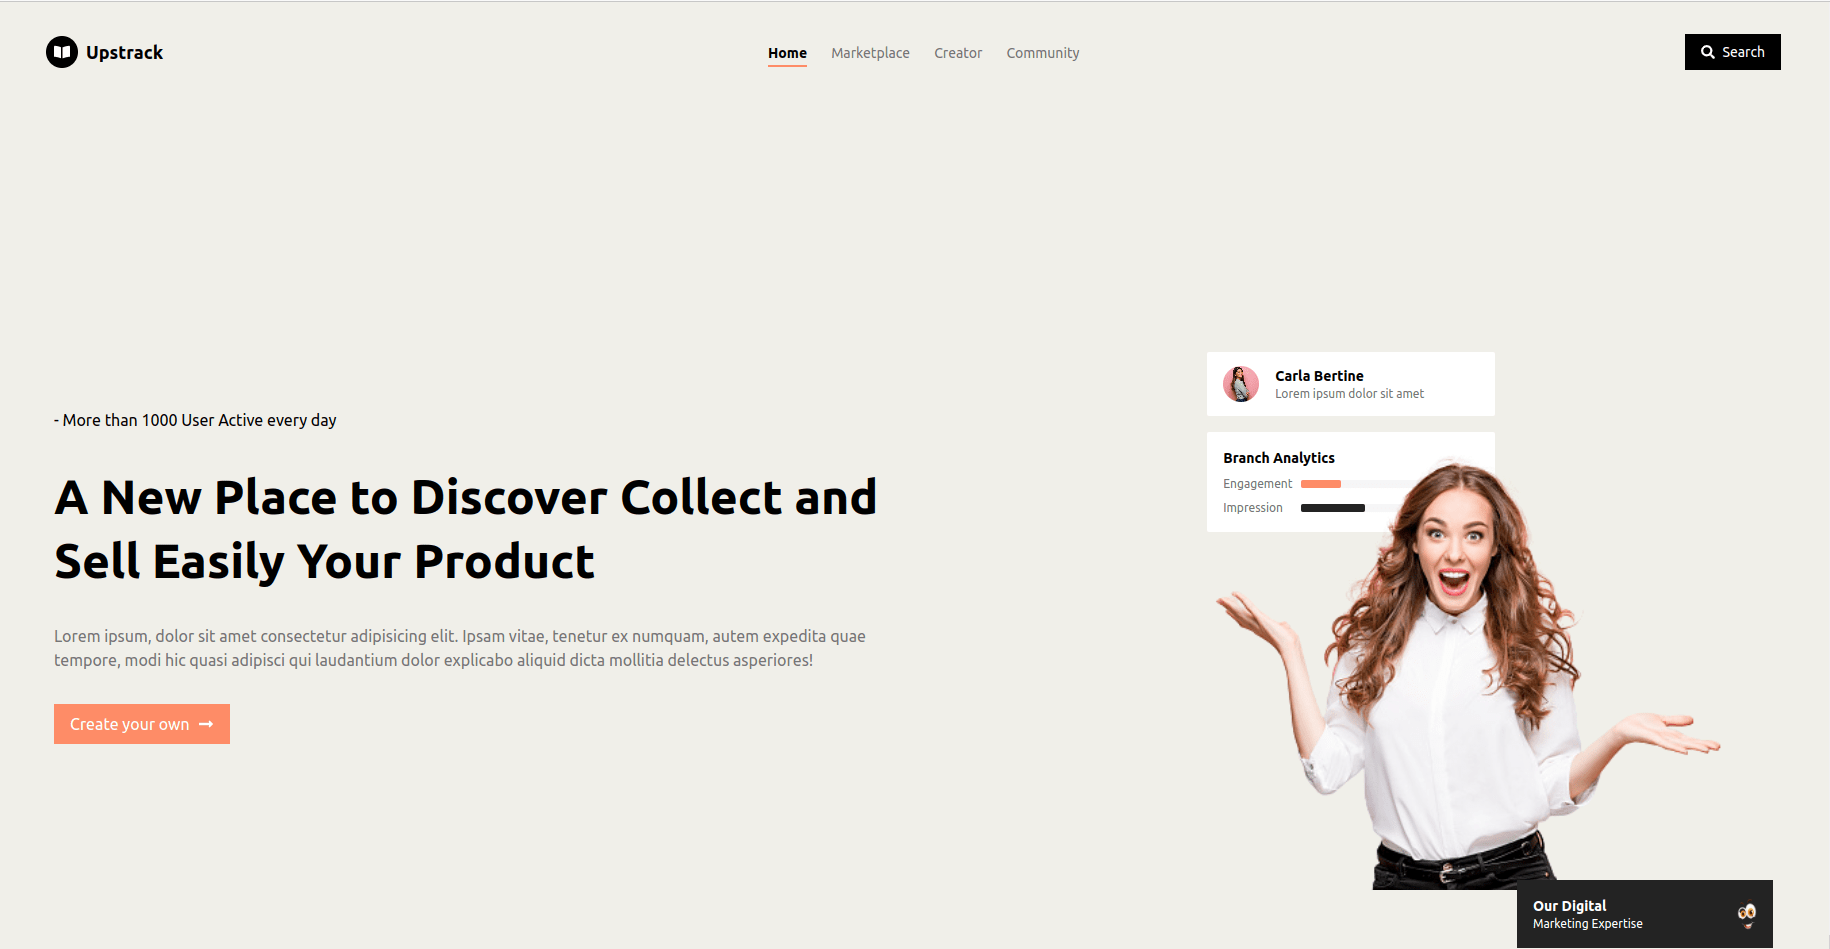 Upstrack
Home Marketplace Creator Community
Search
Carla Bertine
Lorem ipsum dolor sit amet
Branch Analytics
Engagement
Impression
- More than 1000 User Active every day
A New Place to Discover Collect and
Sell Easily Your Product
Lorem ipsum, dolor sit amet consectetur adipisicing elit. Ipsam vitae, tenetur ex numquam, autem expedita quae
tempore, modi hic quasi adipisci qui laudantium dolor explicabo aliquid dicta mollitia delectus asperiores!
Create your own
Our Digital
Marketing Expertise